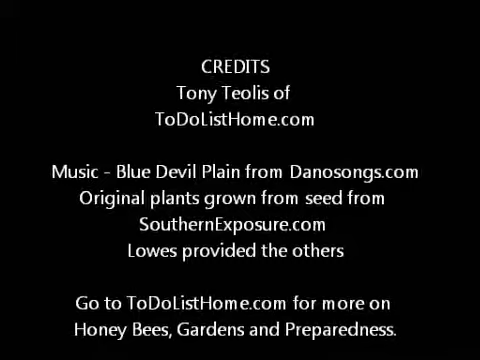 CREDITS
Tony Teolis of
ToDoListHome.com
Music - Blue Devil Plain from Danosongs.com
Original plants grown from seed from
SouthernExposure.com
Lowes provided the others
Go to ToDoListHome.com for more on
Honey Bees, Gardens and Preparedness.